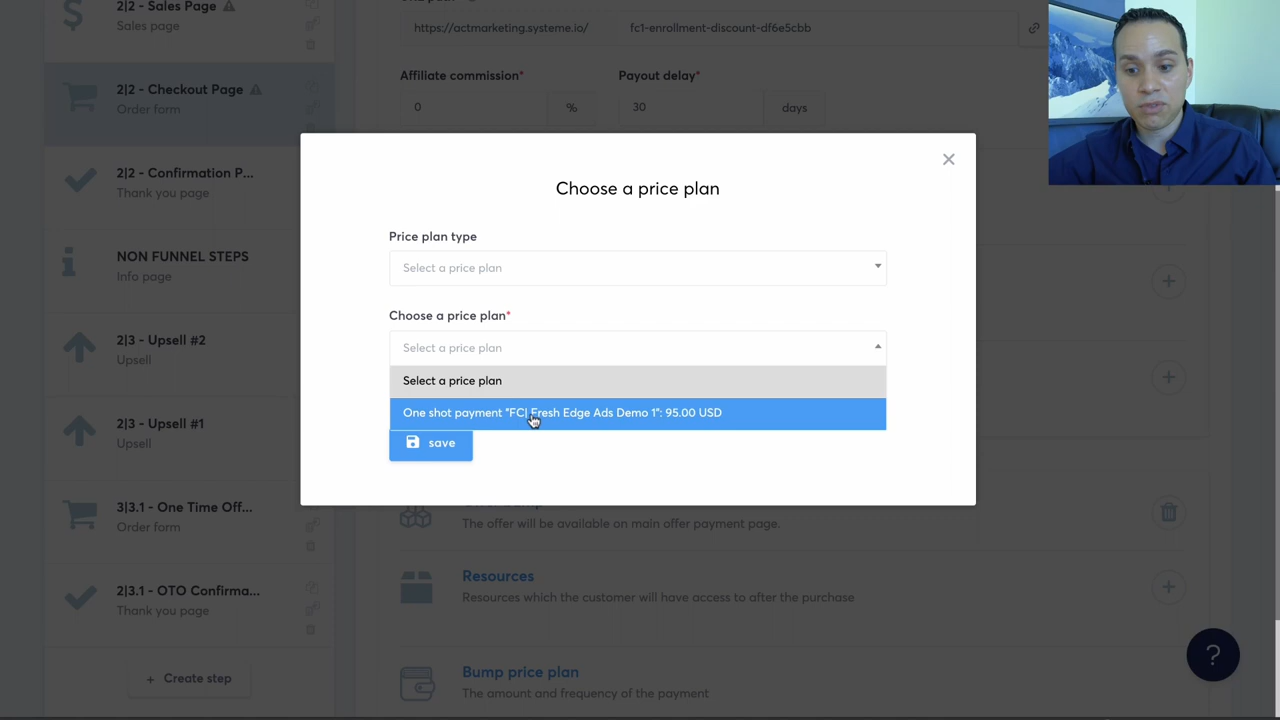 2|2 - Sales Page
Sales page
2|2 - Checkout Page
Order form
2|2 - Confirmation P...
Thank you page
NON FUNNEL STEPS
Info page
2|3 - Upsell #2
Upsell
2|3 - Upsell #1
Upsell
3|3.1 - One Time Off...
Order form
2|3.1 - OTO Confirma...
Thank you page
+ Create step
https://actmarketing.systeme.io/
fc1-enrollment-discount-df6e5cbb
Affiliate commission*
Payout delay*
0
%
30
days
Choose a price plan
Price plan type
Select a price plan
Choose a price plan*
Select a price plan
Select a price plan
One shot payment "FC| Fresh Edge Ads Demo 1": 95.00 USD
save
The offer will be available on main offer payment page.
Resources
Resources which the customer will have access to after the purchase
Bump price plan
The amount and frequency of the payment
?